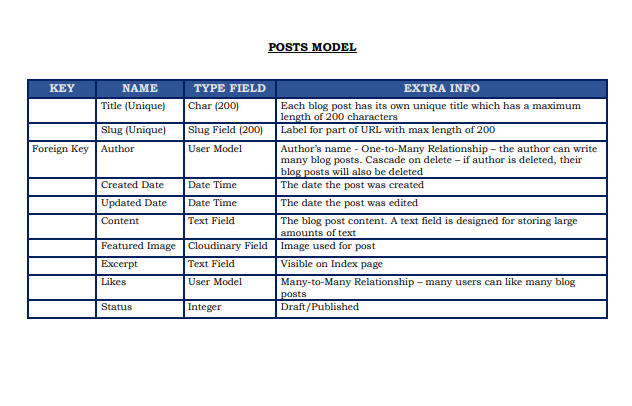 POSTS MODEL
KEY NAME TYPE FIELD EXTRA INFO
Title (Unique) Char (200) Each blog post has its own unique title which has a maximum
length of 200 characters
Slug (Unique) Slug Field (200) Label for part of URL with max length of 200
Foreign Key Author User Model Author’s name - One-to-Many Relationship – the author can write
many blog posts. Cascade on delete – if author is deleted, their
blog posts will also be deleted
Created Date Date Time The date the post was created
Updated Date Date Time The date the post was edited
Content Text Field The blog post content. A text field is designed for storing large
amounts of text
Featured Image Cloudinary Field Image used for post
Excerpt Text Field Visible on Index page
Likes User Model Many-to-Many Relationship – many users can like many blog
posts
Status Integer Draft/Published